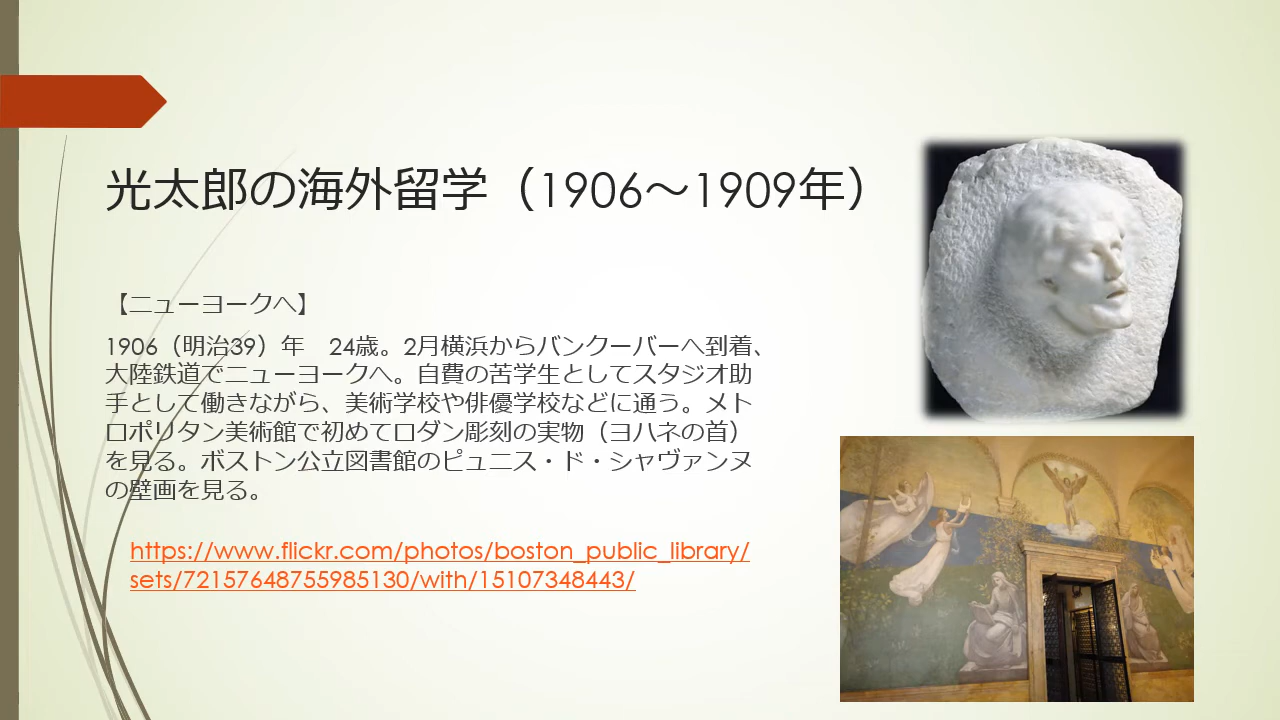 光太郎の海外留学（1906～1909年）
【ニューヨークへ】
1906（明治39）年　24歳。2月横浜からバンクーバーへ到着、
大陸鉄道でニューヨークへ。自費の苦学生としてスタジオ助
手として働きながら、美術学校や俳優学校などに通う。メト
ロポリタン美術館で初めてロダン彫刻の実物（ヨハネの首）
を見る。ボストン公立図書館のピュニス・ド・シャヴァンヌ
の壁画を見る。
https://www.flickr.com/photos/boston_public_library/
sets/72157648755985130/with/15107348443/